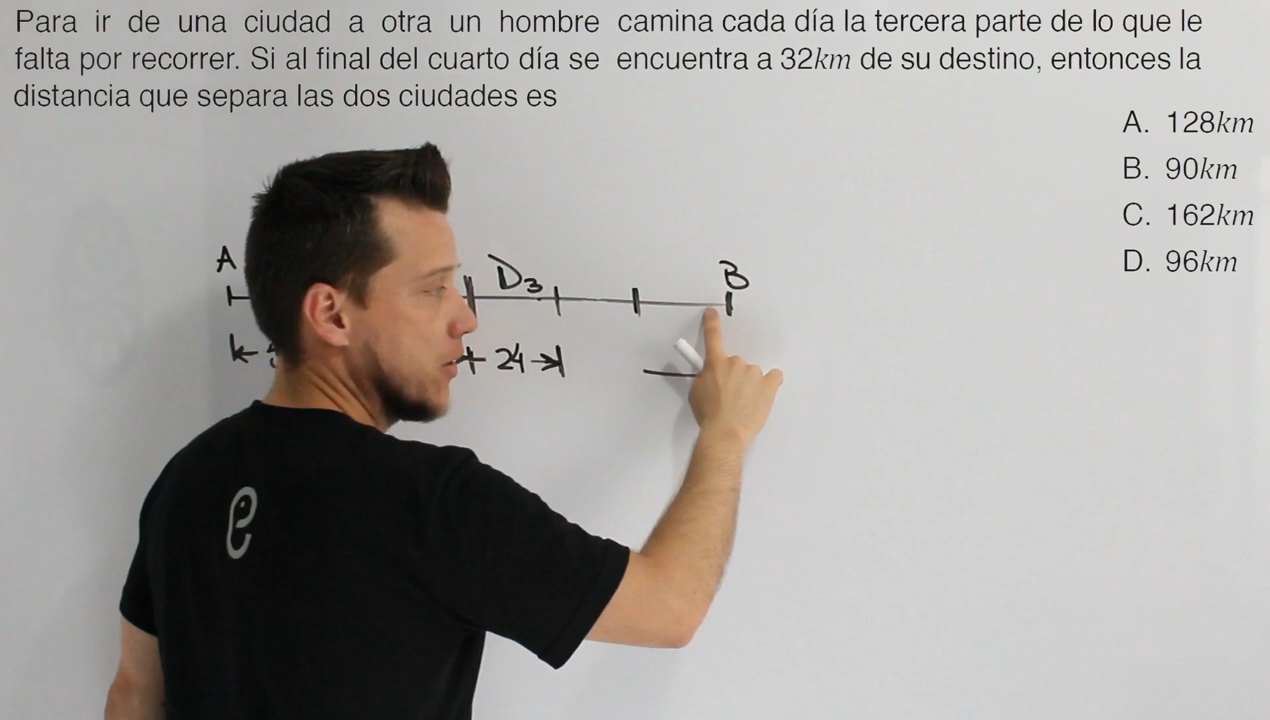 Para ir de una ciudad a otra un hombre camina cada día la tercera parte de lo que le
falta por recorrer. Si al final del cuarto día se encuentra a 32km de su destino, entonces la
distancia que separa las dos ciudades es
A. 128km
B. 90km
C. 162km
D. 96km
A
D3
B
24
e